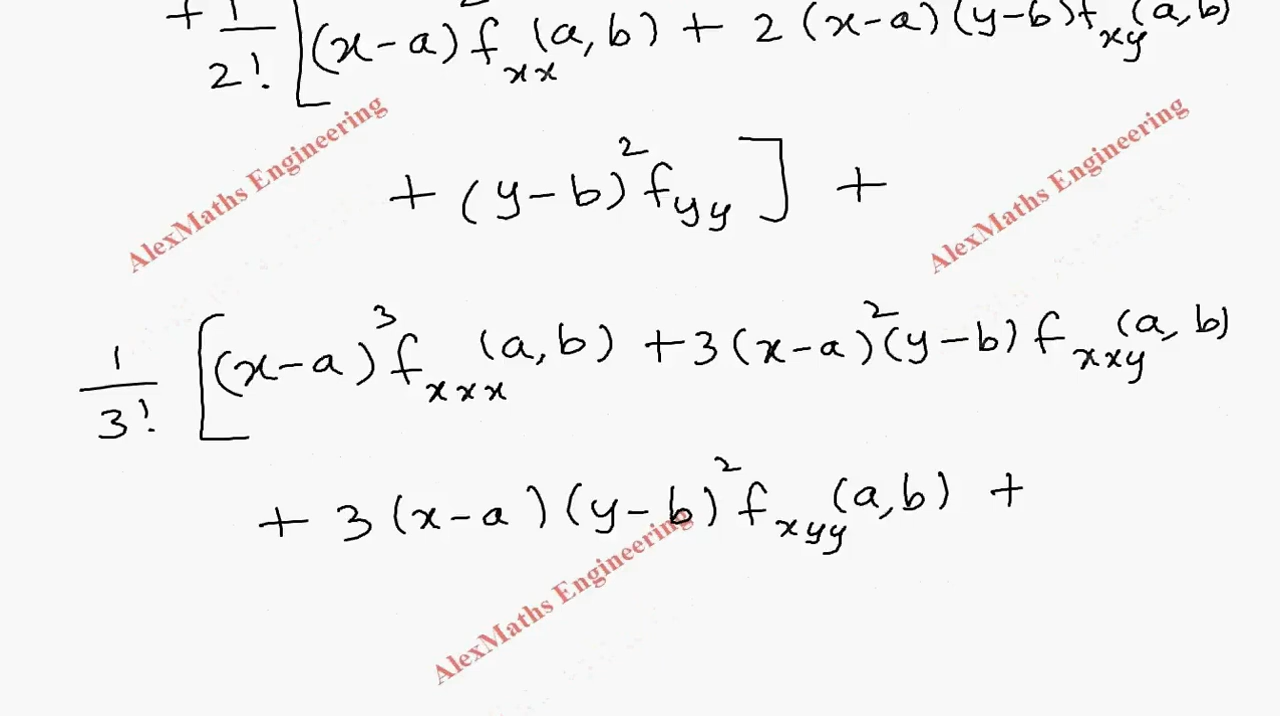 + 1/2! [(x-a)² f_xx (a, b) + 2 (x-a) (y-b) f_xy (a, b)
+ (y-b)² f_yy ] +
1/3! [(x-a)³ f_xxx (a, b) + 3 (x-a)² (y-b) f_xxy (a, b)
+ 3 (x-a) (y-b)² f_xyy (a, b) +
AlexMaths Engineering
AlexMaths Engineering
AlexMaths Engineering